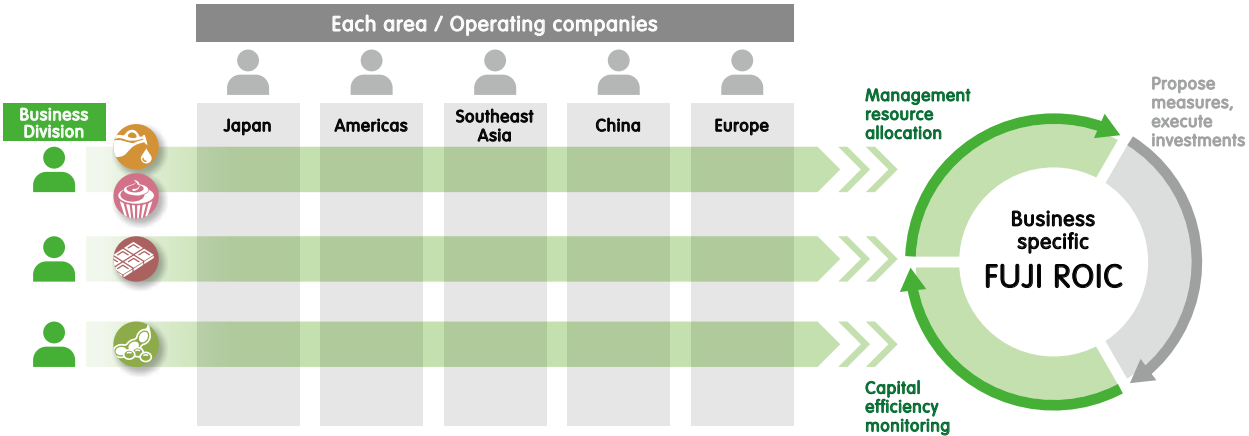 Each area / Operating companies
Business
Division
Japan
Americas
Southeast
Asia
China
Europe
Management
resource
allocation
Propose
measures,
execute
investments
Business
specific
FUJI ROIC
Capital
efficiency
monitoring